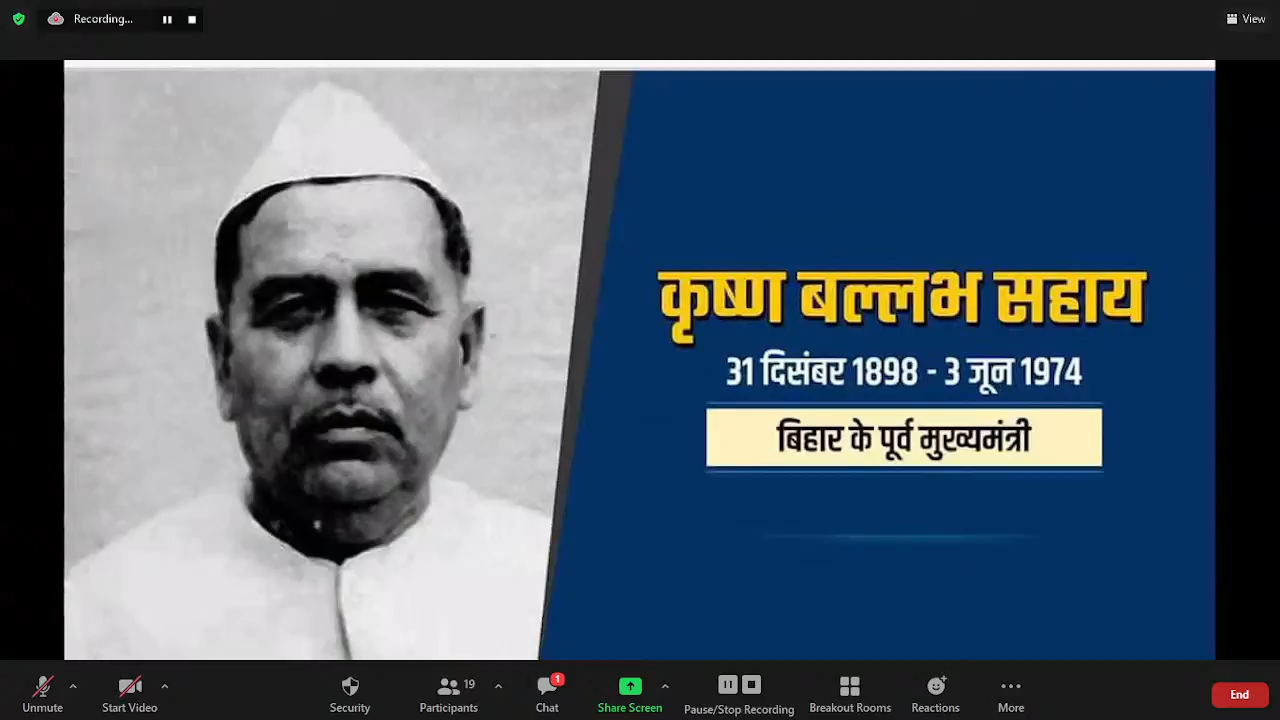 Recording...
View
कृष्ण बल्लभ सहाय
31 दिसंबर 1898 - 3 जून 1974
बिहार के पूर्व मुख्यमंत्री
Unmute
Start Video
Security
Participants 19
Chat 1
Share Screen
Pause/Stop Recording
Breakout Rooms
Reactions
More
End